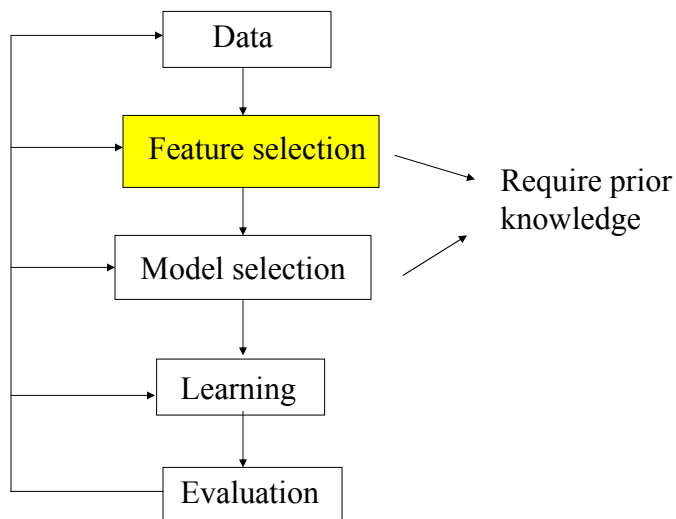 Data
Feature selection
Require prior
knowledge
Model selection
Learning
Evaluation